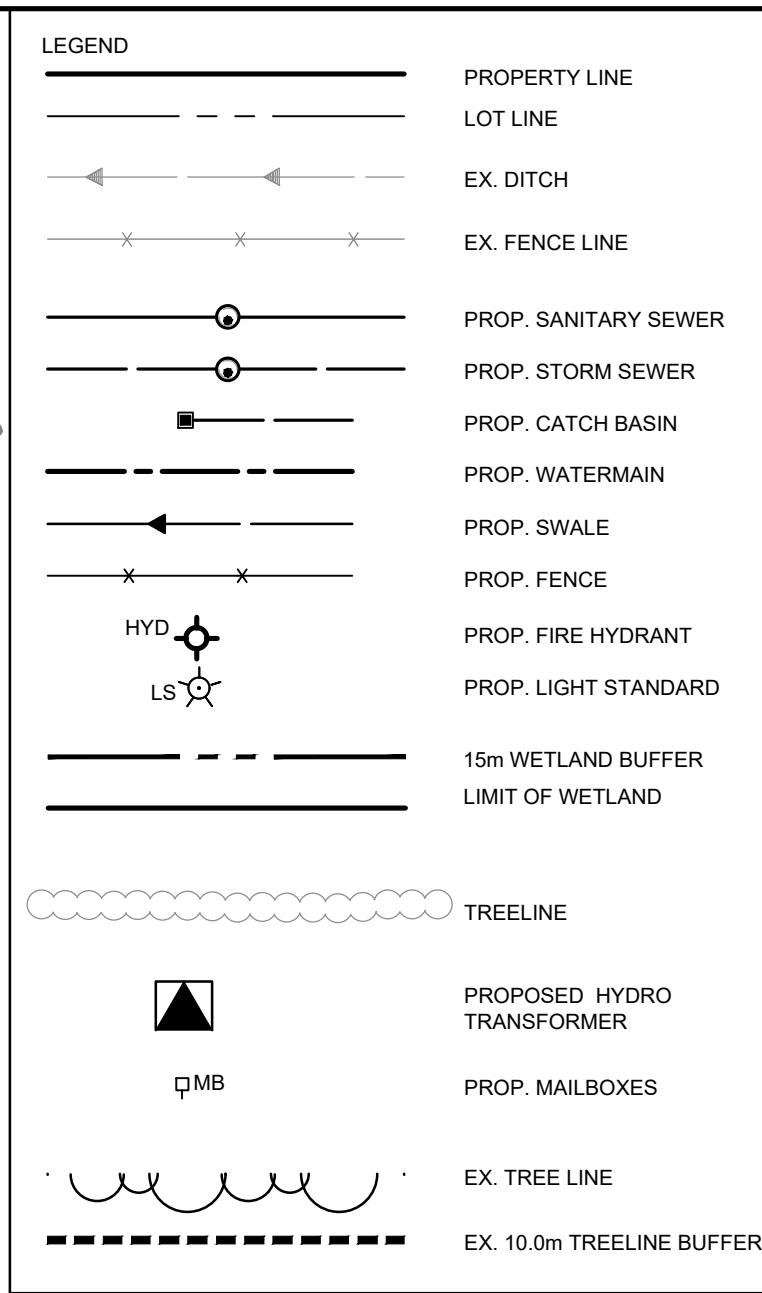 LEGEND
PROPERTY LINE
LOT LINE
EX. DITCH
EX. FENCE LINE
PROP. SANITARY SEWER
PROP. STORM SEWER
PROP. CATCH BASIN
PROP. WATERMAIN
PROP. SWALE
PROP. FENCE
HYD PROP. FIRE HYDRANT
LS PROP. LIGHT STANDARD
15m WETLAND BUFFER
LIMIT OF WETLAND
TREELINE
PROPOSED HYDRO
TRANSFORMER
MB PROP. MAILBOXES
EX. TREE LINE
EX. 10.0m TREELINE BUFFER